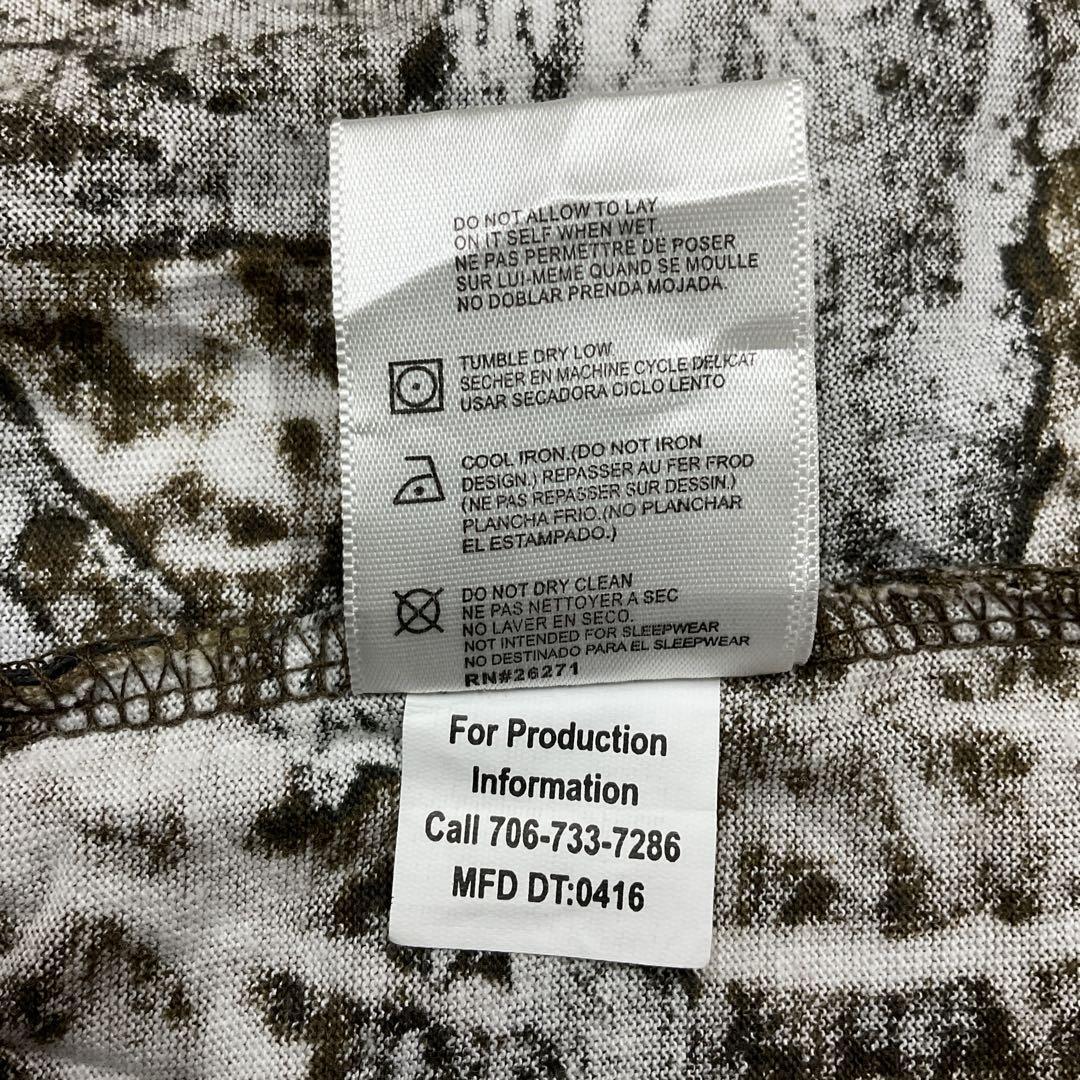 DO NOT ALLOW TO LAY
ON IT SELF WHEN WET.
NE PAS PERMETTRE DE POSER
SUR LUI-MEME QUAND SE MOULLE
NO DOBLAR PRENDA MOJADA.
TUMBLE DRY LOW
SECHER EN MACHINE CYCLE DELICAT
USAR SECADORA CICLO LENTO
COOL IRON.(DO NOT IRON
DESIGN.) REPASSER AU FER FROD
(NE PAS REPASSER SUR DESSIN.)
PLANCHA FRIO.(NO PLANCHAR
EL ESTAMPADO.)
DO NOT DRY CLEAN
NE PAS NETTOYER A SEC
NO LAVER EN SECO.
NOT INTENDED FOR SLEEPWEAR
NO DESTINADO PARA EL SLEEPWEAR
RN#26271
For Production
Information
Call 706-733-7286
MFD DT:0416